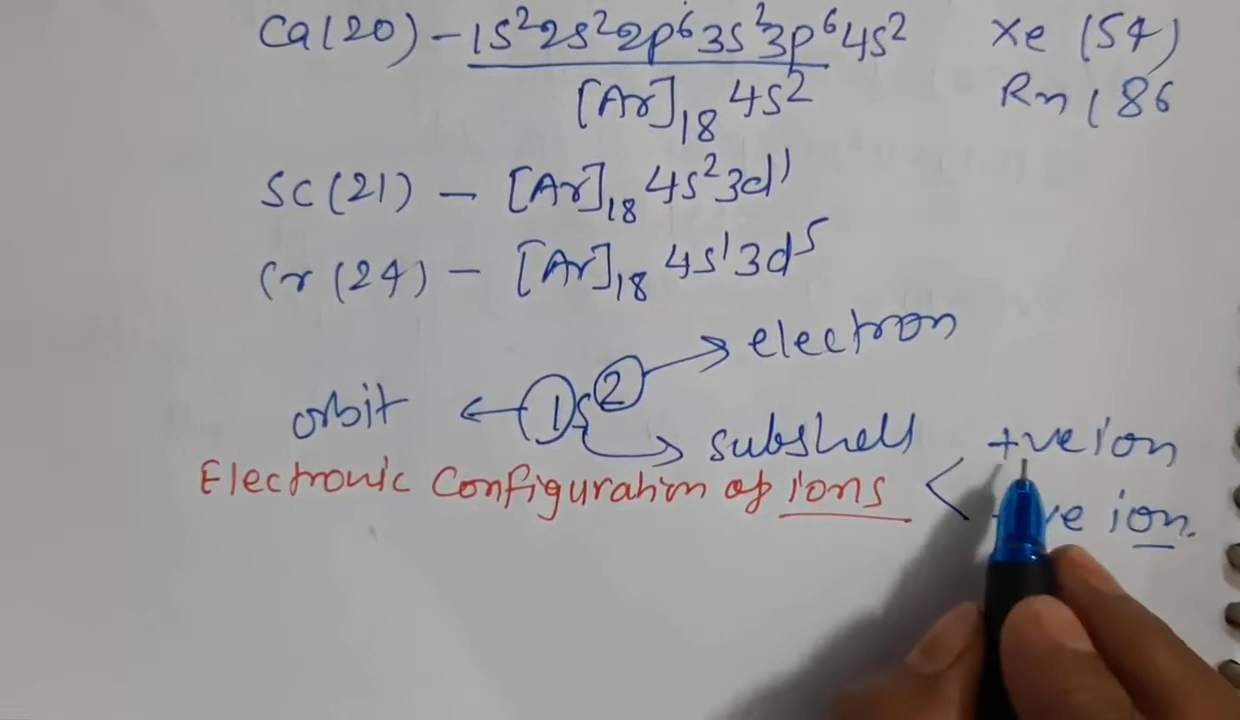 Ca(20) - 1s²2s²2p⁶3s²3p⁶4s²
Xe (54)
[Ar]₁₈ 4s²
Rn (86
Sc(21) - [Ar]₁₈ 4s²3d¹
Cr (24) - [Ar]₁₈ 4s¹3d⁵
electron
orbit ← 1s²
subshell
+ve ion
Electronic Configuration of ions <
ve ion.